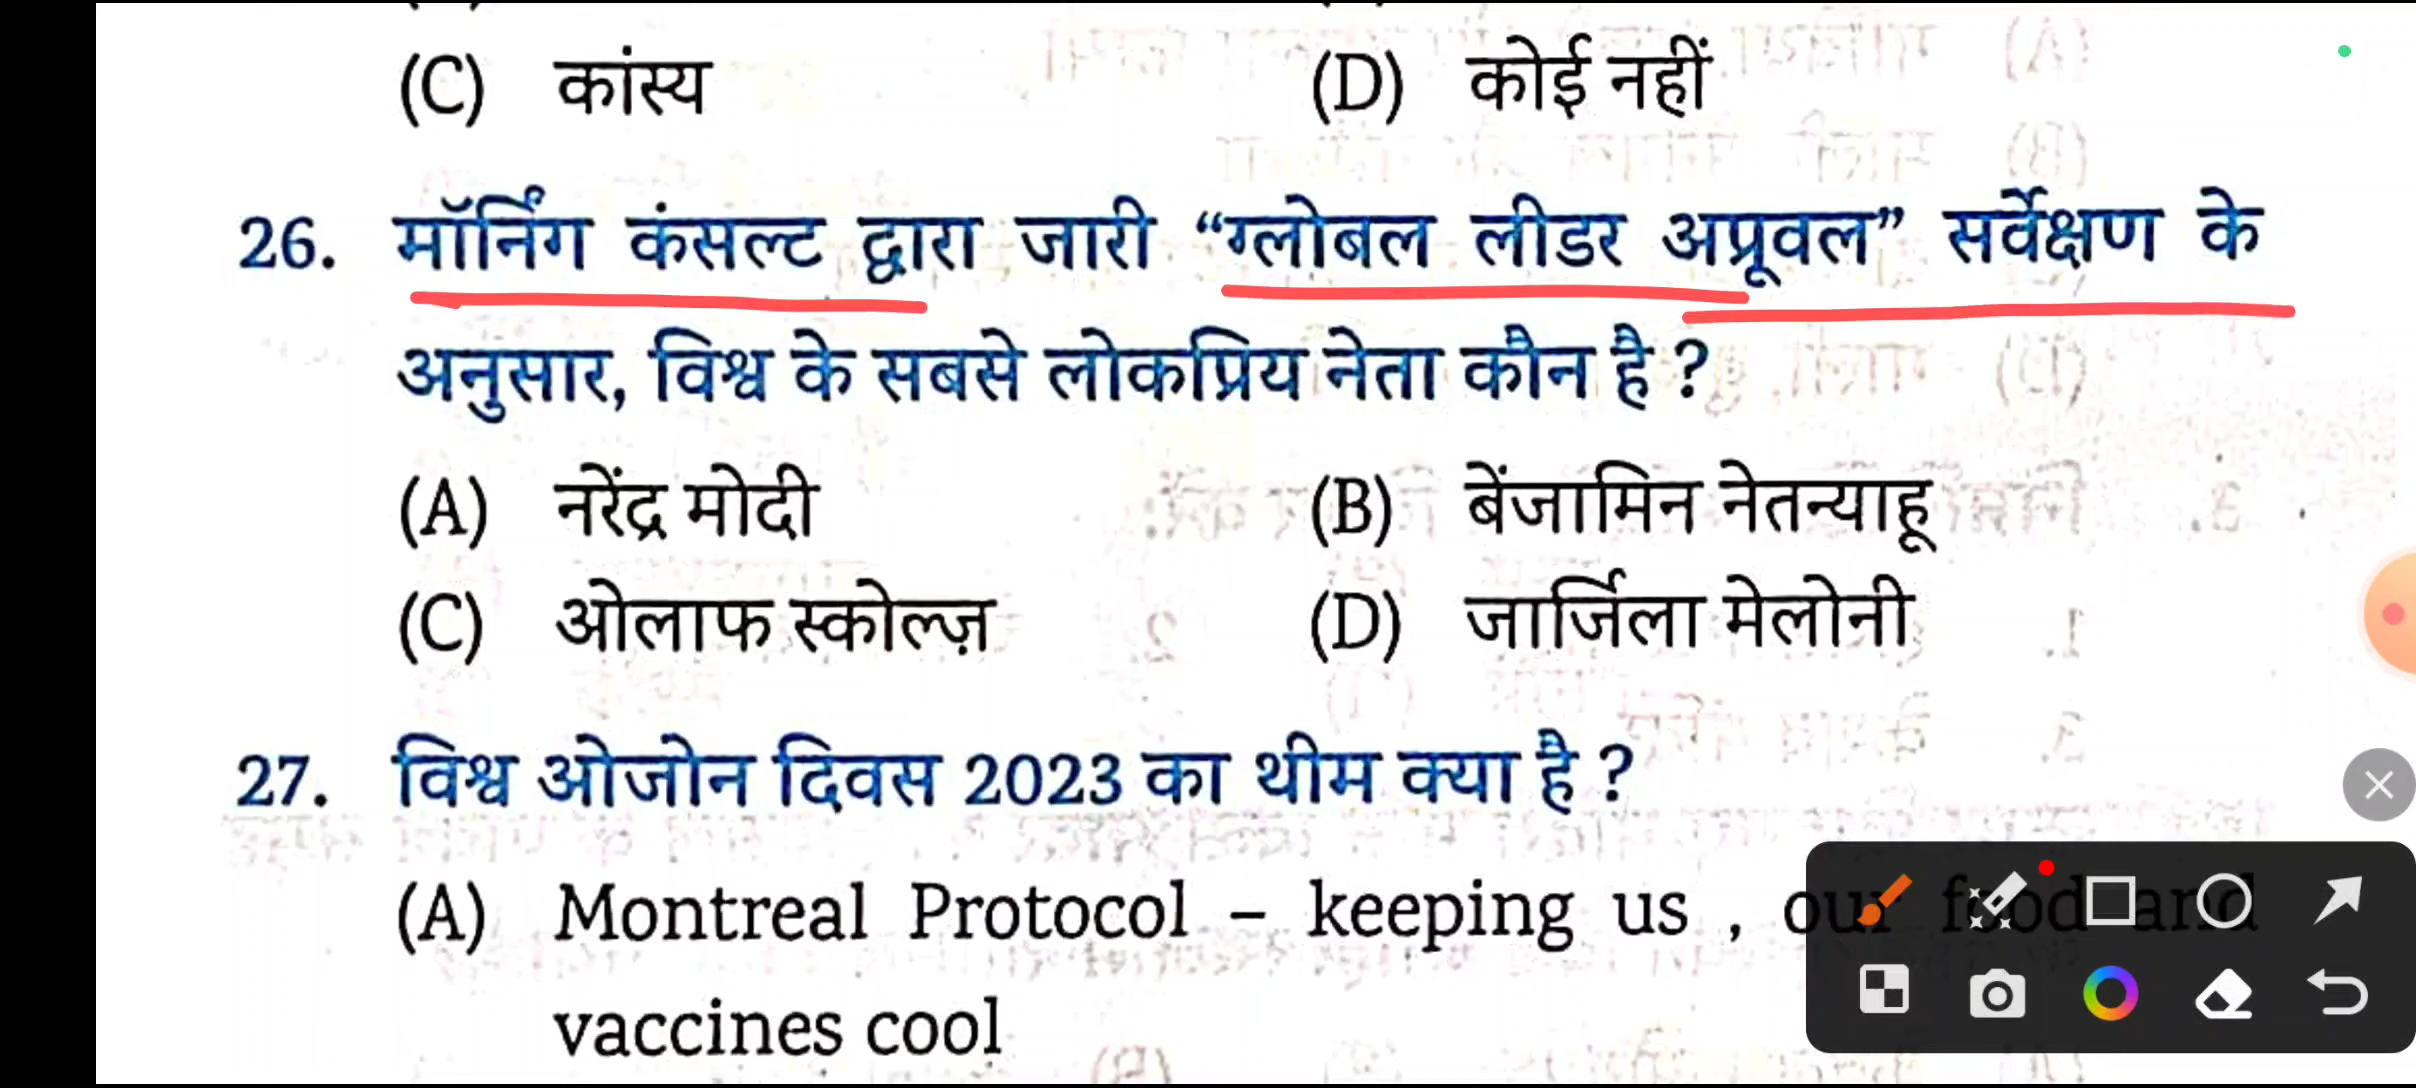 (C) कांस्य (D) कोई नहीं
26. मॉर्निंग कंसल्ट द्वारा जारी “ग्लोबल लीडर अप्रूवल” सर्वेक्षण के
अनुसार, विश्व के सबसे लोकप्रिय नेता कौन है ?
(A) नरेंद्र मोदी (B) बेंजामिन नेतन्याहू
(C) ओलाफ स्कोल्ज़ (D) जार्जिला मेलोनी
27. विश्व ओजोन दिवस 2023 का थीम क्या है ?
(A) Montreal Protocol – keeping us , our food and
vaccines cool